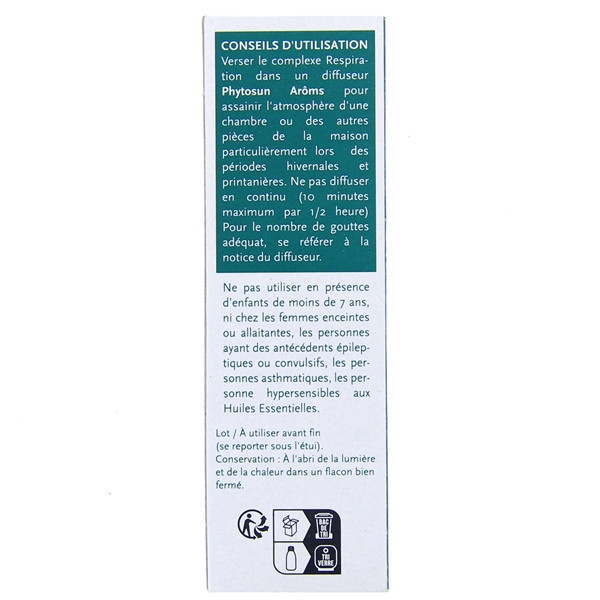 CONSEILS D'UTILISATION
Verser le complexe Respira-
tion dans un diffuseur
Phytosun Arôms pour
assainir l'atmosphère d'une
chambre ou des autres
pièces de la maison
particulièrement lors des
périodes hivernales et
printanières. Ne pas diffuser
en continu (10 minutes
maximum par 1/2 heure)
Pour le nombre de gouttes
adéquat, se référer à la
notice du diffuseur.
Ne pas utiliser en présence
d'enfants de moins de 7 ans,
ni chez les femmes enceintes
ou allaitantes, les personnes
ayant des antécédents épilep-
tiques ou convulsifs, les per-
sonnes asthmatiques, les per-
sonne hypersensibles aux
Huiles Essentielles.
Lot / À utiliser avant fin
(se reporter sous l'étui).
Conservation : À l'abri de la lumière
et de la chaleur dans un flacon bien
fermé.
BAC
DE
TRI
TRI
VERRE